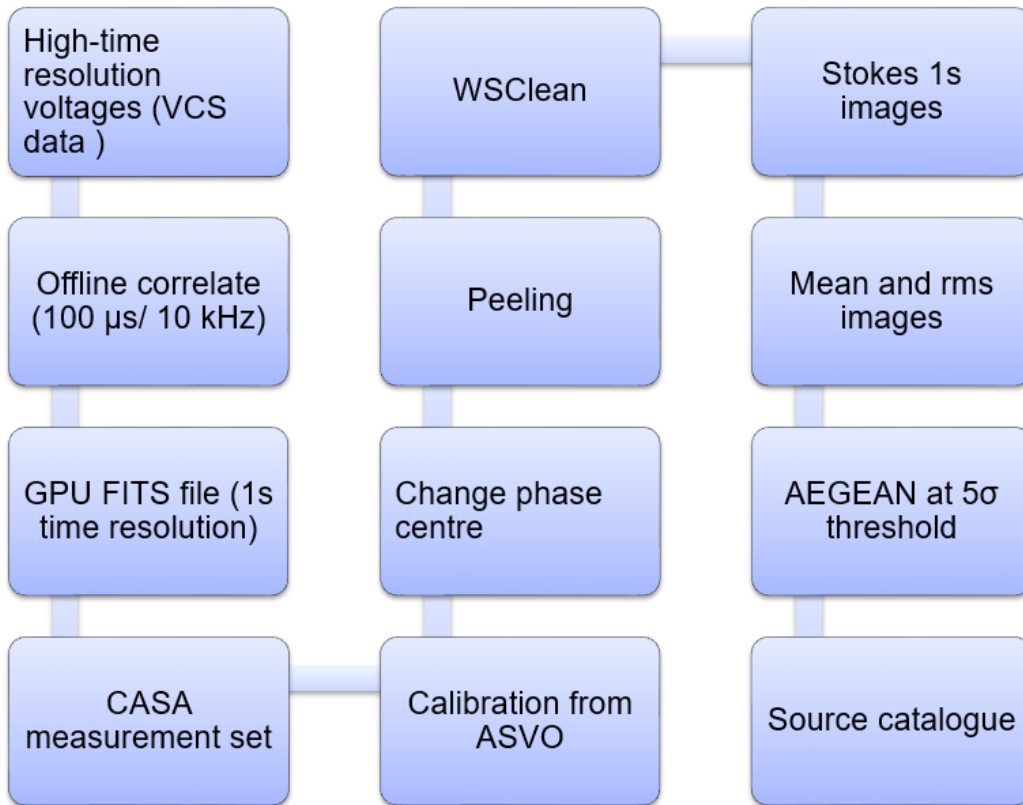 High-time
resolution
voltages (VCS
data )
Offline correlate
(100 μs/ 10 kHz)
GPU FITS file (1s
time resolution)
CASA
measurement set
Calibration from
ASVO
Change phase
centre
Peeling
WSClean
Stokes 1s
images
Mean and rms
images
AEGEAN at 5σ
threshold
Source catalogue